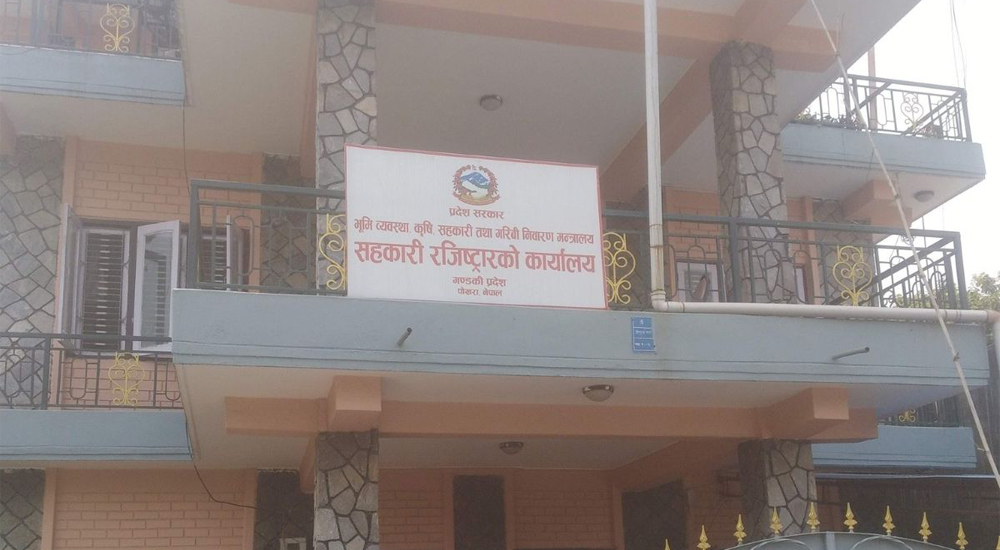 प्रदेश सरकार
भूमि व्यवस्था, कृषि, सहकारी तथा गरिबी निवारण मन्त्रालय
सहकारी रजिष्ट्रारको कार्यालय
गण्डकी प्रदेश
पोखरा, नेपाल